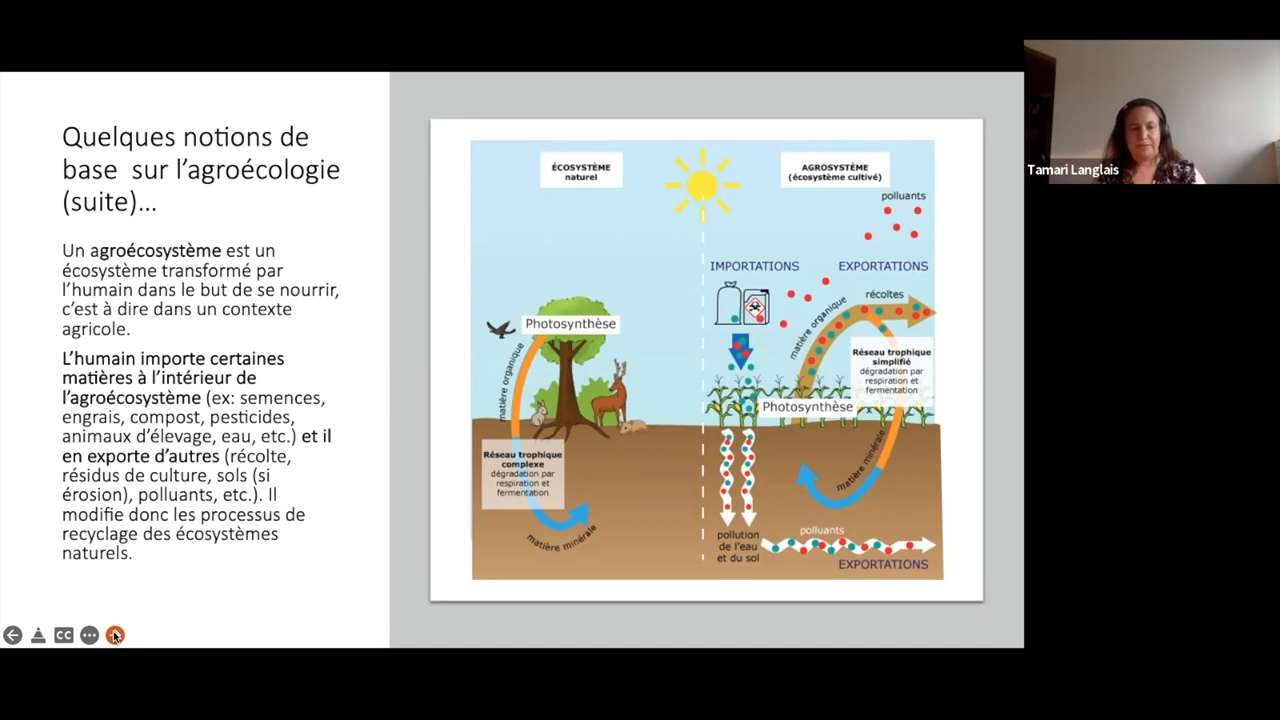 Quelques notions de
base sur l'agroécologie
(suite)...
Un agroécosystème est un
écosystème transformé par
l'humain dans le but de se nourrir,
c'est à dire dans un contexte
agricole.
L'humain importe certaines
matières à l'intérieur de
l'agroécosystème (ex: semences,
engrais, compost, pesticides,
animaux d'élevage, eau, etc.) et il
en exporte d'autres (récolte,
résidus de culture, sols (si
érosion), polluants, etc.). Il
modifie donc les processus de
recyclage des écosystèmes
naturels.
ÉCOSYSTÈME
naturel
Photosynthèse
matière organique
Réseau trophique
complexe
dégradation par
respiration et
fermentation
matière minérale
AGROSYSTÈME
(écosystème cultivé)
polluants
IMPORTATIONS
EXPORTATIONS
récoltes
matière organique
Réseau trophique
simplifié
dégradation par
respiration et
fermentation
Photosynthèse
matière minérale
pollution
de l'eau
et du sol
polluants
EXPORTATIONS
Tamari Langlais
CC